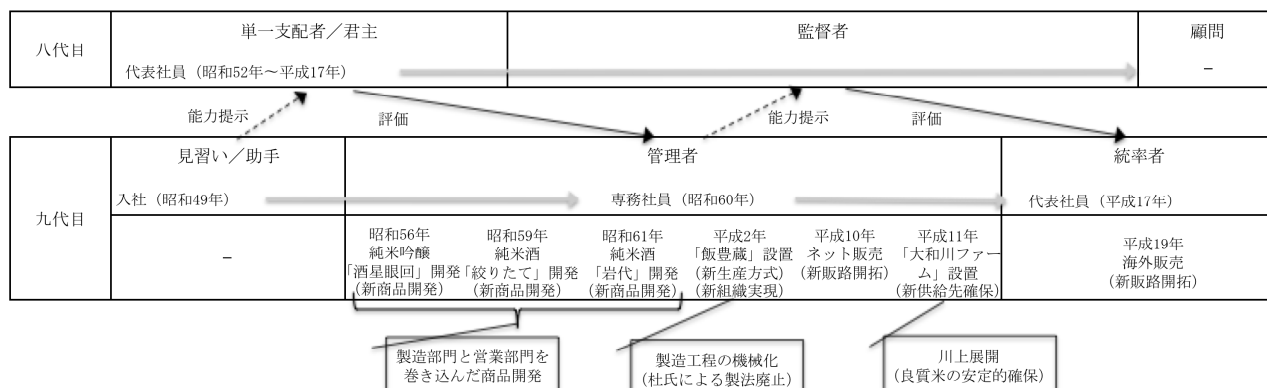 八代目
単一支配者／君主
監督者
顧問
代表社員（昭和52年～平成17年）
－
能力提示
評価
能力提示
評価
九代目
見習い／助手
管理者
統率者
入社（昭和49年）
専務社員（昭和60年）
代表社員（平成17年）
－
昭和56年
純米吟醸
「酒星眼回」開発
（新商品開発）
昭和59年
純米酒
「絞りたて」開発
（新商品開発）
昭和61年
純米酒
「岩代」開発
（新商品開発）
平成2年
「飯豊蔵」設置
（新生産方式）
（新組織実現）
平成10年
ネット販売
（新販路開拓）
平成11年
「大和川ファー
ム」設置
（新供給先確保）
平成19年
海外販売
（新販路開拓）
製造部門と営業部門を
巻き込んだ商品開発
製造工程の機械化
（杜氏による製法廃止）
川上展開
（良質米の安定的確保）